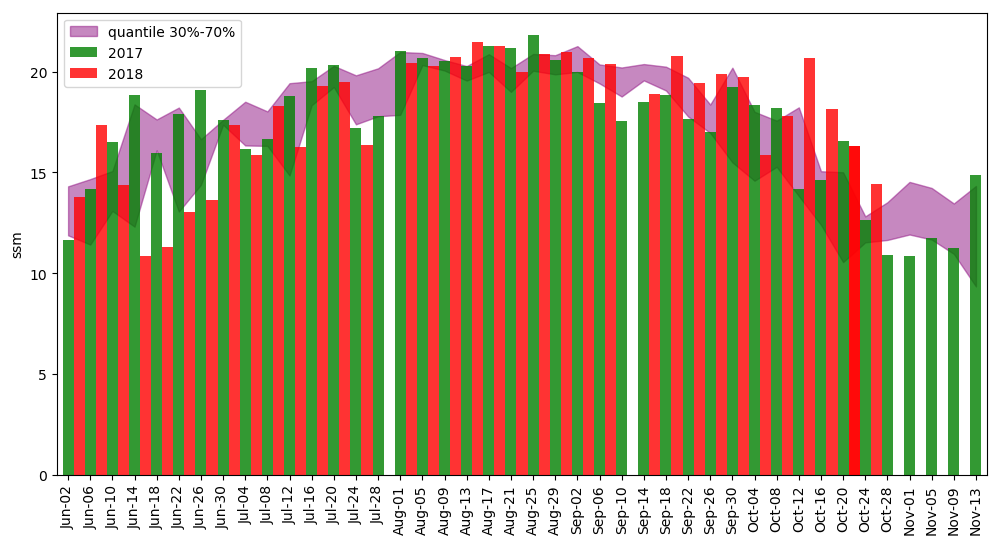 quantile 30%-70%
2017
2018
20
15
10
5
0
ssm
Jun-02
Jun-06
Jun-10
Jun-14
Jun-18
Jun-22
Jun-26
Jun-30
Jul-04
Jul-08
Jul-12
Jul-16
Jul-20
Jul-24
Jul-28
Aug-01
Aug-05
Aug-09
Aug-13
Aug-17
Aug-21
Aug-25
Aug-29
Sep-02
Sep-06
Sep-10
Sep-14
Sep-18
Sep-22
Sep-26
Sep-30
Oct-04
Oct-08
Oct-12
Oct-16
Oct-20
Oct-24
Oct-28
Nov-01
Nov-05
Nov-09
Nov-13